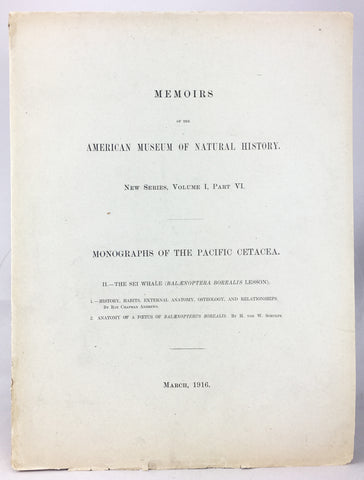 MEMOIRS
OF THE
AMERICAN MUSEUM OF NATURAL HISTORY.
NEW SERIES, VOLUME I, PART VI.
MONOGRAPHS OF THE PACIFIC CETACEA.
II.—THE SEI WHALE (BALÆNOPTERA BOREALIS LESSON).
1.—HISTORY, HABITS, EXTERNAL ANATOMY, OSTEOLOGY, AND RELATIONSHIPS.
BY ROY CHAPMAN ANDREWS.
2. ANATOMY OF A FŒTUS OF BALÆNOPTERUS BOREALIS. BY H. VON W. SCHULTE.
MARCH, 1916.